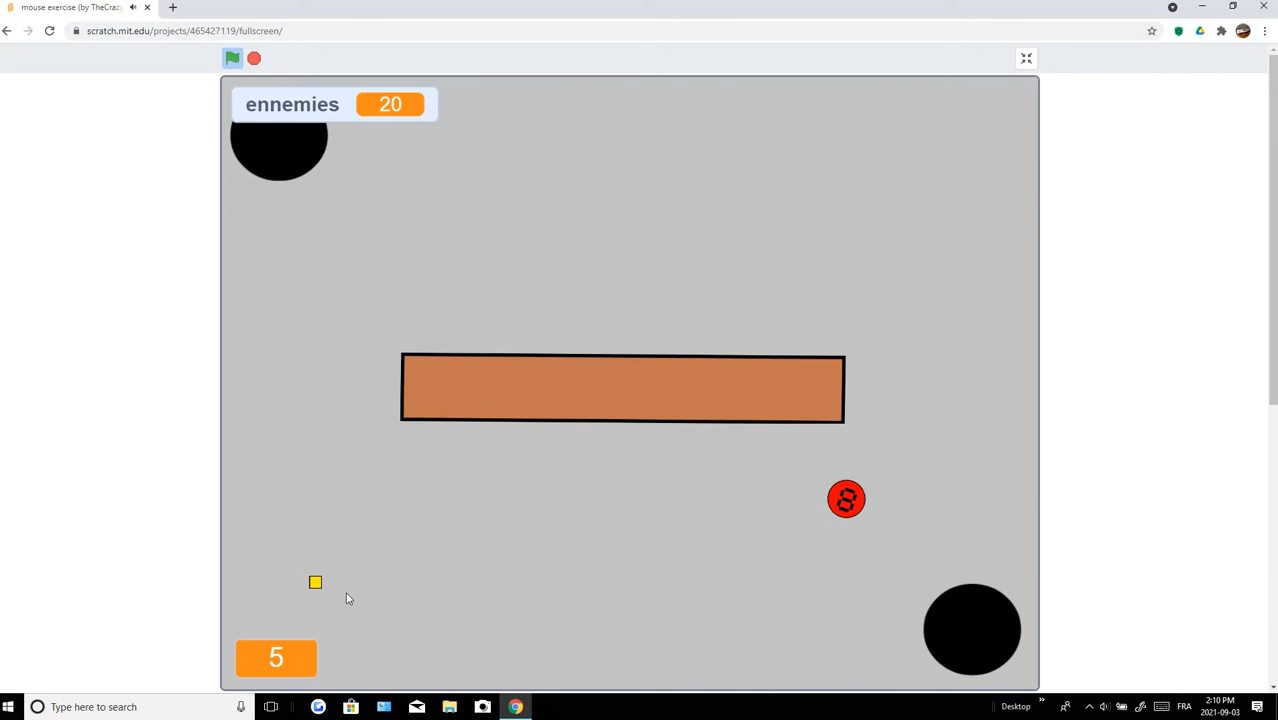 mouse exercise (by TheCraz
scratch.mit.edu/projects/465427119/fullscreen/
ennemies 20
8
5
Type here to search
Desktop
FRA
2:10 PM
2021-09-03